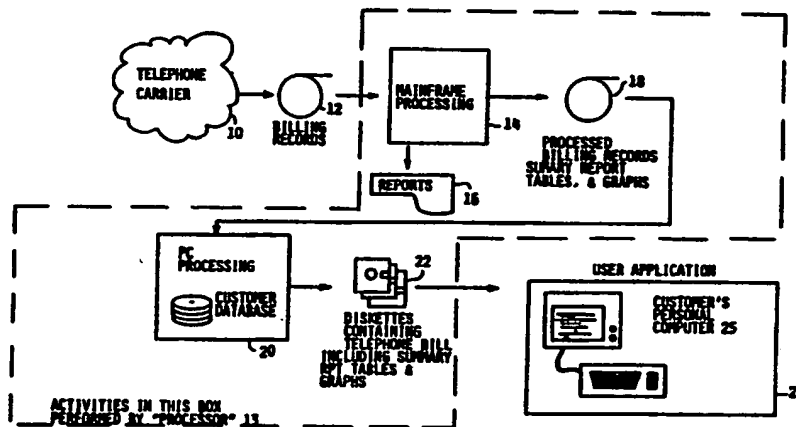 TELEPHONE
CARRIER
10
12
BILLING
RECORDS
MAINFRAME
PROCESSING
14
REPORTS
16
18
PROCESSED
BILLING RECORDS
SUMARY REPORT
TABLES, & GRAPHS
PC
PROCESSING
CUSTOMER
DATABASE
20
22
DISKETTES
CONTAINING
TELEPHONE BILL
INCLUDING SUMMARY
RPT TABLES &
GRAPHS
USER APPLICATION
CUSTOMER'S
PERSONAL
COMPUTER 25
2
ACTIVITIES IN THIS BOX
PERFORMED BY "PROCESSOR" 13